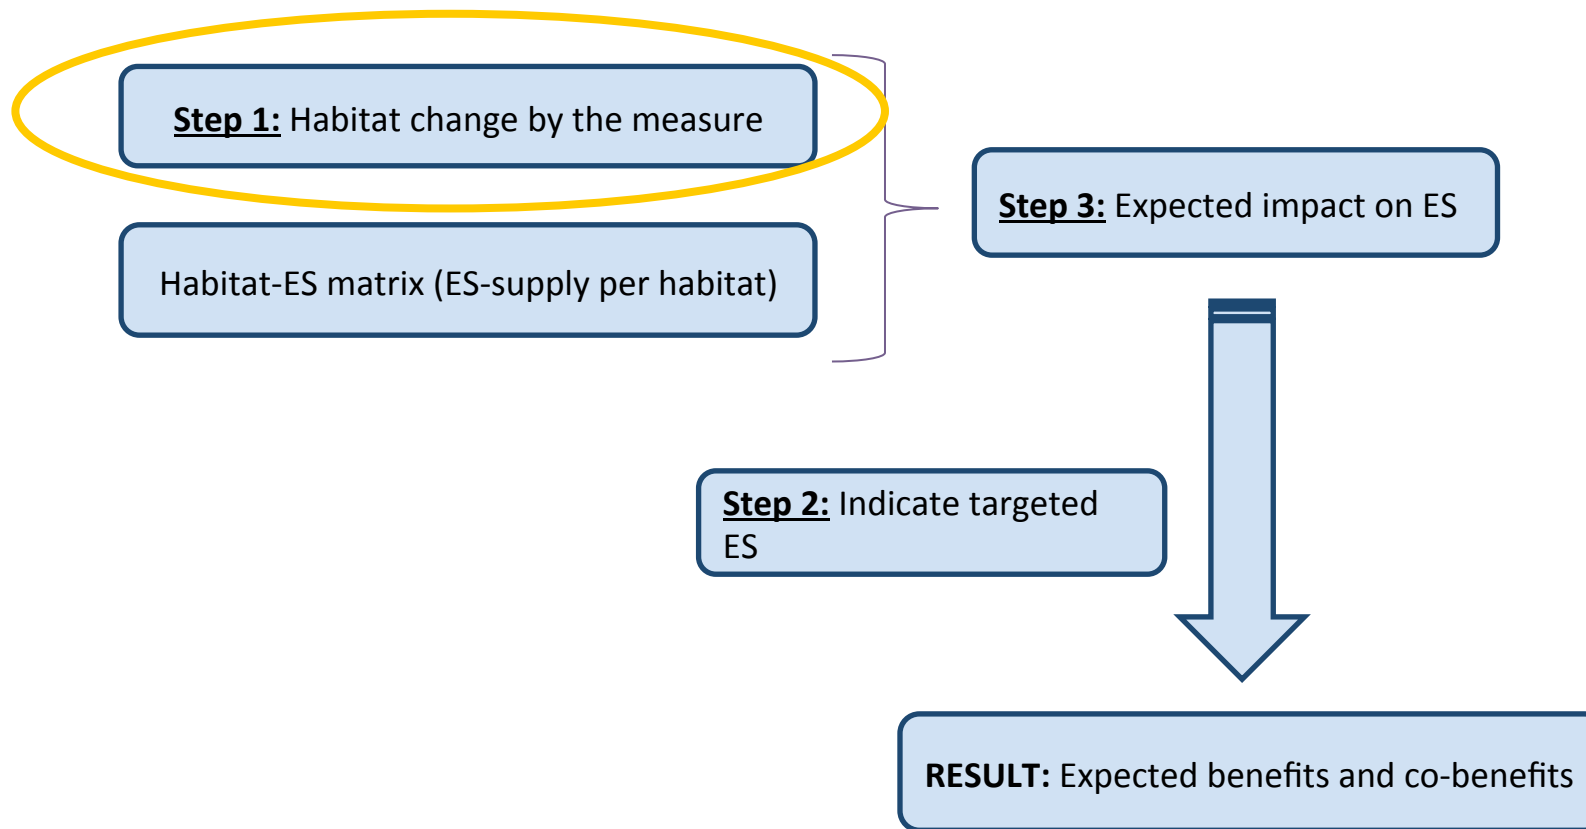 Step 1: Habitat change by the measure
Habitat-ES matrix (ES-supply per habitat)
Step 3: Expected impact on ES
Step 2: Indicate targeted
ES
RESULT: Expected benefits and co-benefits